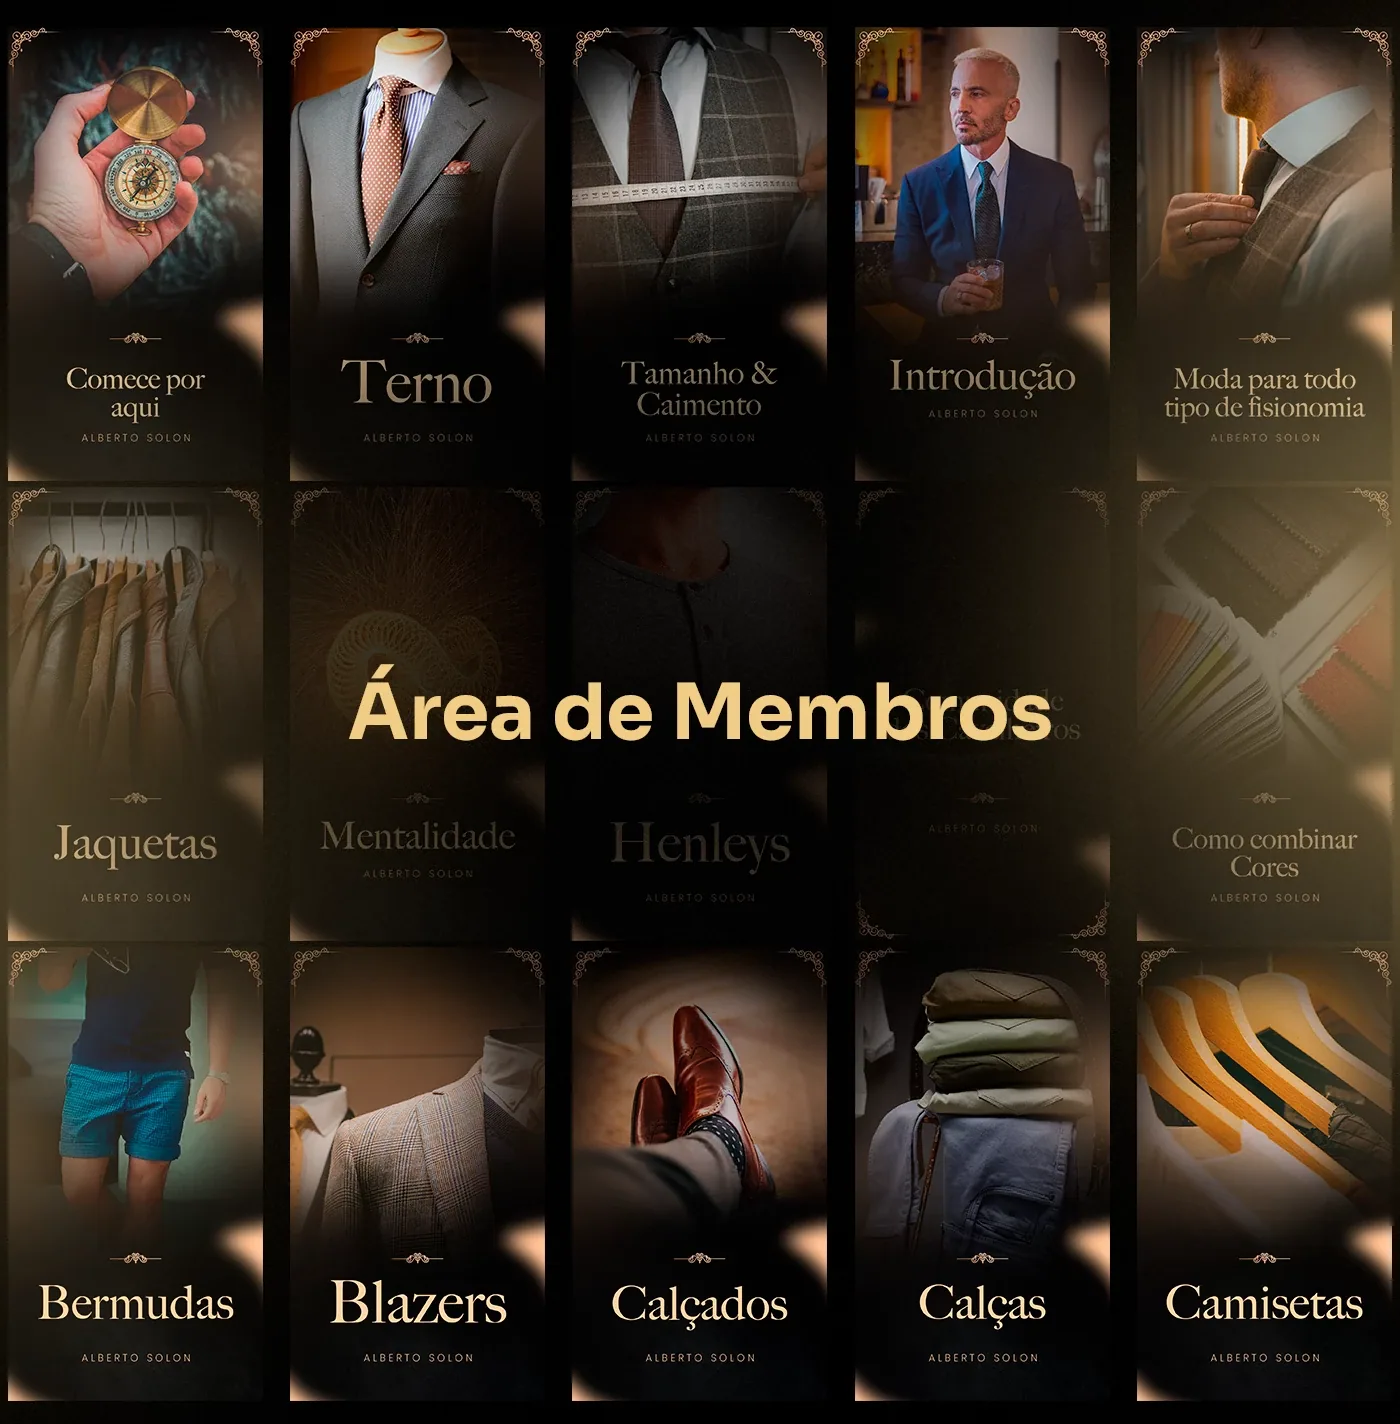 Comece por
aqui
ALBERTO SOLON
Terno
ALBERTO SOLON
Tamanho &
Caimento
ALBERTO SOLON
Introdução
ALBERTO SOLON
Moda para todo
tipo de fisionomia
ALBERTO SOLON
Área de Membros
Jaquetas
ALBERTO SOLON
Mentalidade
ALBERTO SOLON
Henleys
ALBERTO SOLON
ALBERTO SOLON
Como combinar
Cores
ALBERTO SOLON
Bermudas
ALBERTO SOLON
Blazers
ALBERTO SOLON
Calçados
ALBERTO SOLON
Calças
ALBERTO SOLON
Camisetas
ALBERTO SOLON